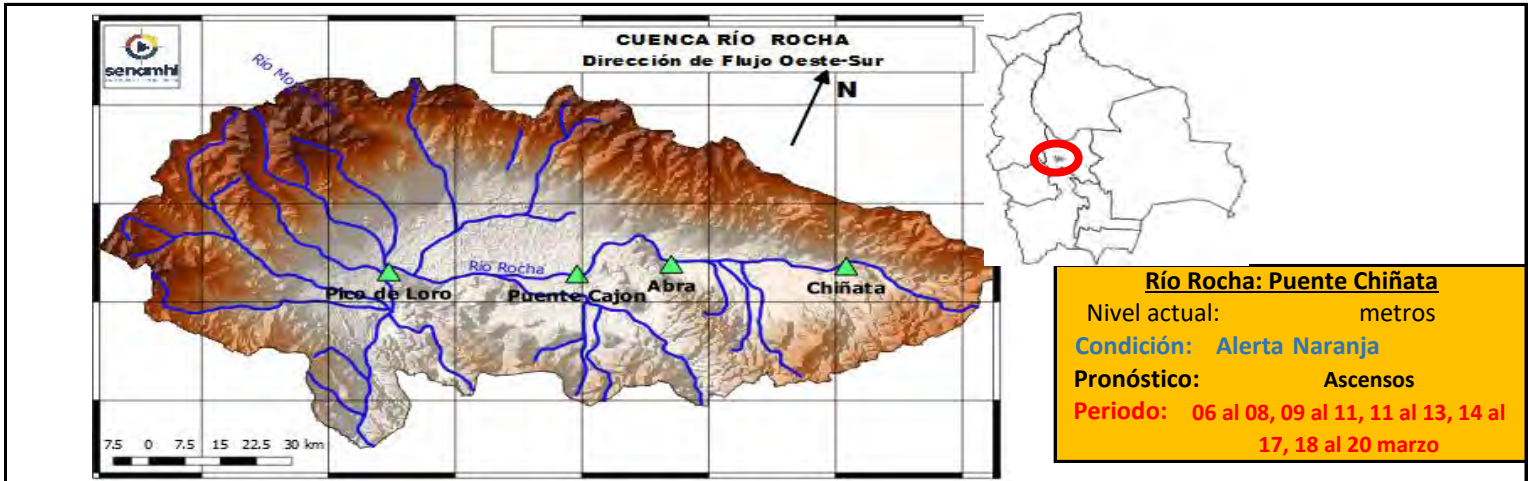 senamhi
CUENCA RÍO ROCHA
Dirección de Flujo Oeste-Sur
N
Río
Río Rocha
Pico de Loro
Puente Cajon
Abra
Chiñata
7.5 0 7.5 15 22.5 30 km
Río Rocha: Puente Chiñata
Nivel actual: metros
Condición: Alerta Naranja
Pronóstico: Ascensos
Periodo: 06 al 08, 09 al 11, 11 al 13, 14 al
17, 18 al 20 marzo